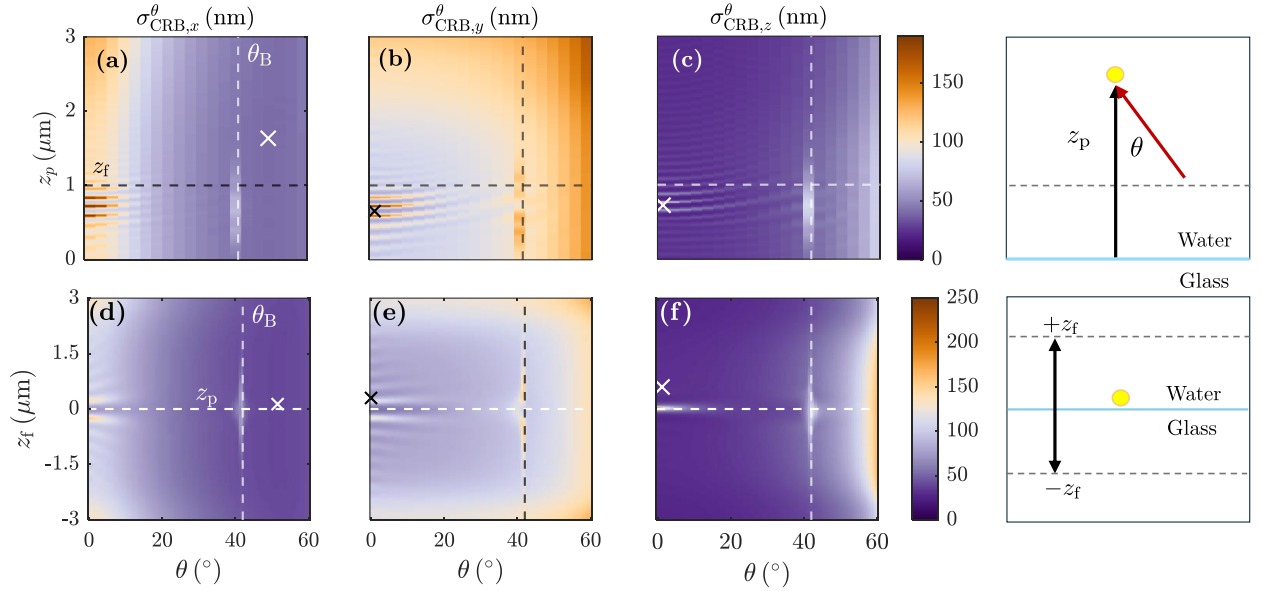 σ^θ_CRB,x (nm)
σ^θ_CRB,y (nm)
σ^θ_CRB,z (nm)
(a)
θ_B
(b)
(c)
z_f
z_p (μm)
3
2
1
0
150
100
50
0
z_p
θ
Water
Glass
(d)
θ_B
z_p
(e)
(f)
z_f (μm)
3
1.5
0
-1.5
-3
0
20
40
60
θ (°)
0
20
40
60
θ (°)
0
20
40
60
θ (°)
250
200
150
100
50
0
+z_f
Water
Glass
−z_f